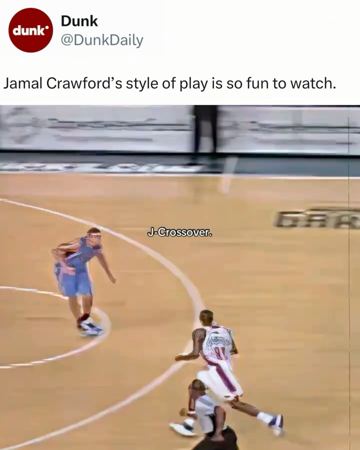 dunk
Dunk
@DunkDaily
Jamal Crawford's style of play is so fun to watch.
J-Crossover.